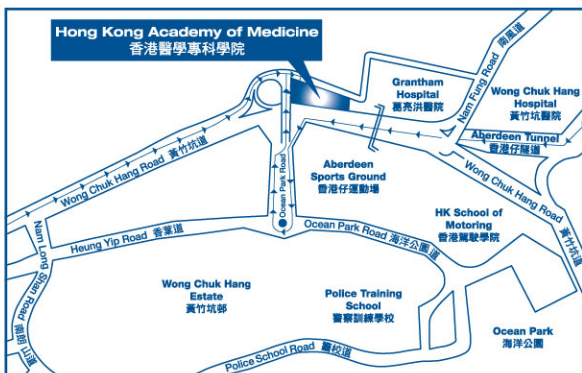 Hong Kong Academy of Medicine
香港醫學專科學院
Grantham
Hospital
葛亮洪醫院
Nam Fung Road 南風道
Wong Chuk Hang
Hospital
黃竹坑醫院
Aberdeen Tunnel
香港仔隧道
Wong Chuk Hang Road 黃竹坑道
Ocean Park Road
Aberdeen
Sports Ground
香港仔運動場
Wong Chuk Hang Road
黃竹坑道
HK School of
Motoring
香港駕駛學院
Nam Long Shan Road 南朗山道
Heung Yip Road 香葉道
Ocean Park Road 海洋公園道
Wong Chuk Hang
Estate
黃竹坑邨
Police Training
School
警察訓練學校
Ocean Park
海洋公園
Police School Road 警校道